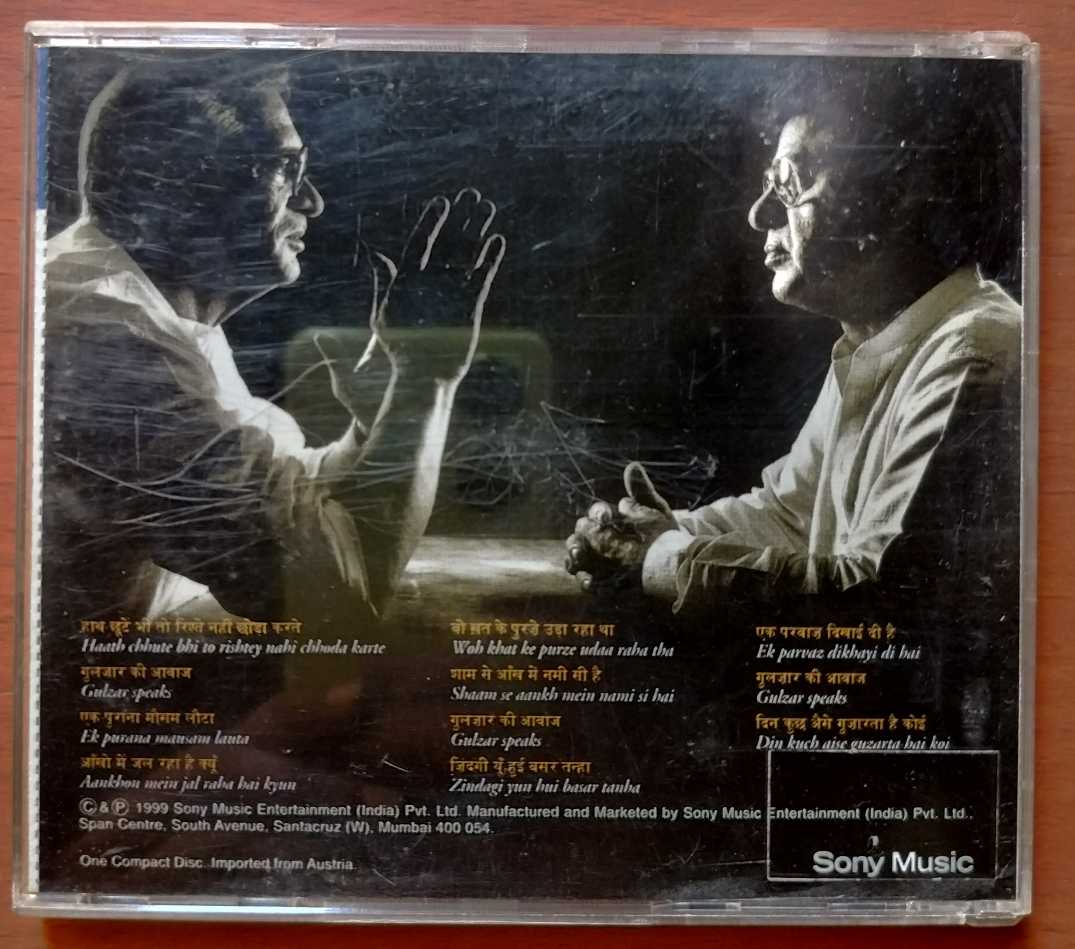 हाथ छूटे भी तो रिश्ते नहीं छोडा करते
Haath chhute bhi to rishtey nahi chhoda karte
गुलजार की आवाज
Gulzar speaks
एक पुराना मौसम लौटा
Ek purana mausam lauta
आँखो में जल रहा है क्यूं
Aankhon mein jal raha hai kyun
वो ख़त के पुरजे उड़ा रहा था
Woh khat ke purze udaa raha tha
शाम से आँख में नमी सी है
Shaam se aankh mein nami si hai
गुलज़ार की आवाज
Gulzar speaks
जिंदगी यूँ हुई बसर तन्हा
Zindagi yun hui basar tanha
एक परवाज दिखाई दी है
Ek parvaz dikhayi di hai
गुलज़ार की आवाज
Gulzar speaks
दिन कुछ अैसे गुजारता है कोई
Din kuch aise guzarta hai koi
© & ℗ 1999 Sony Music Entertainment (India) Pvt. Ltd. Manufactured and Marketed by Sony Music Entertainment (India) Pvt. Ltd.,
Span Centre, South Avenue, Santacruz (W), Mumbai 400 054.
One Compact Disc. Imported from Austria.
Sony Music